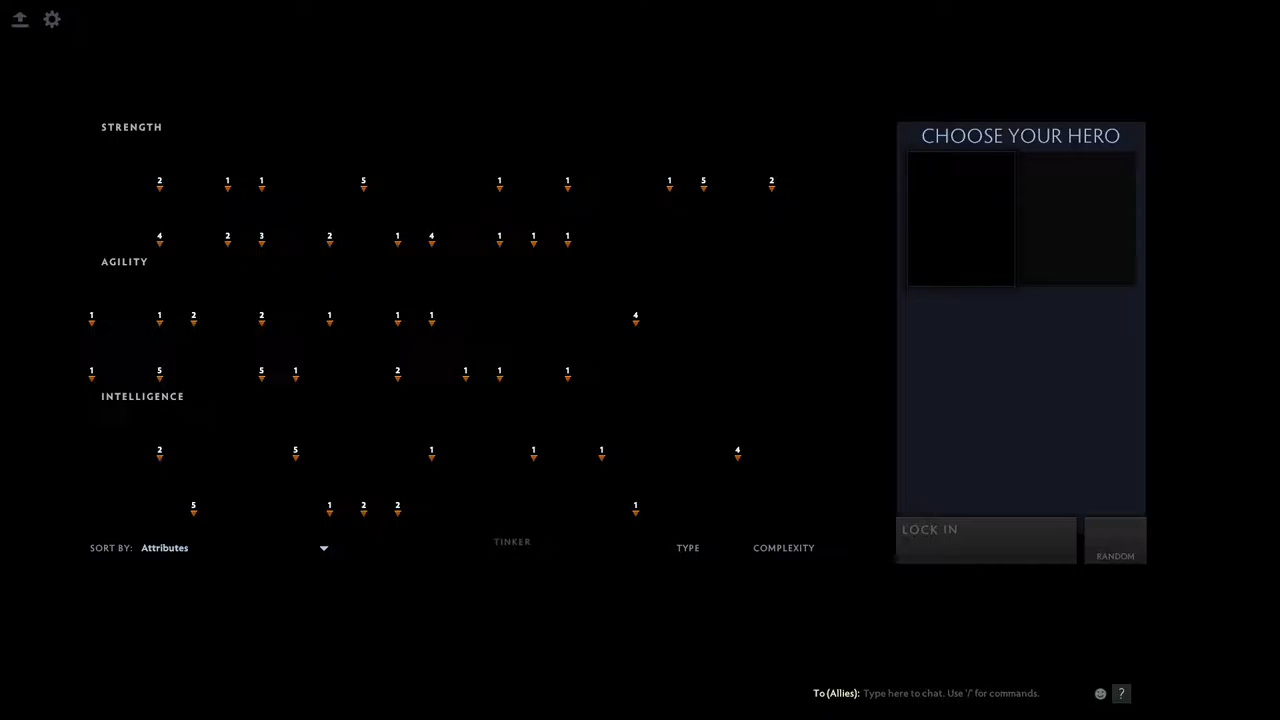 STRENGTH
CHOOSE YOUR HERO
2 1 1 5 1 1 1 5 2
4 2 3 2 1 4 1 1 1
AGILITY
1 1 2 2 1 1 1 4
1 5 5 1 2 1 1 1
INTELLIGENCE
2 5 1 1 1 4
5 1 2 2 1
LOCK IN
SORT BY: Attributes
TINKER
TYPE
COMPLEXITY
RANDOM
To (Allies): Type here to chat. Use '/' for commands.
?